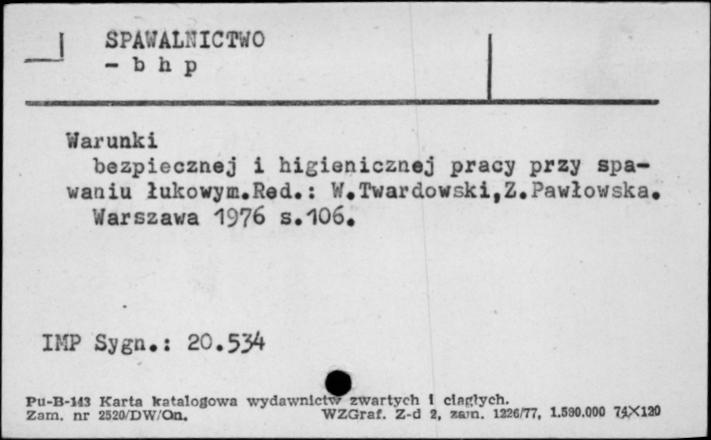 SPAWALNICTWO
- b h p
Warunki
bezpiecznej i higienicznej pracy przy spa-
waniu łukowym.Red.: W.Twardowski,Z.Pawłowska.
Warszawa 1976 s.106.
IMP Sygn.: 20.534
Pu-B-143 Karta katalogowa wydawnictw zwartych i ciągłych.
Zam. nr 2520/DW/On. WZGraf. Z-d 2, zam. 1226/77, 1.590.000 74X120